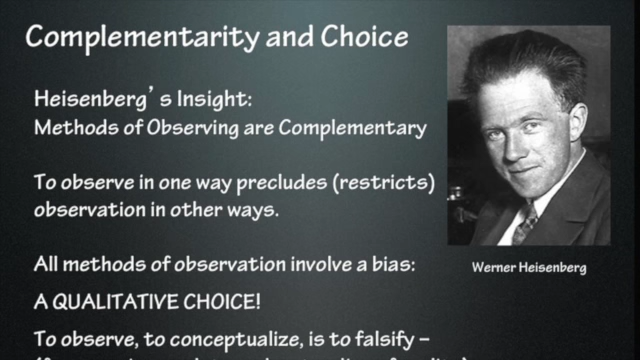 Complementarity and Choice
Heisenberg's Insight:
Methods of Observing are Complementary
To observe in one way precludes (restricts)
observation in other ways.
All methods of observation involve a bias:
Werner Heisenberg
A QUALITATIVE CHOICE!
To observe, to conceptualize, is to falsify –